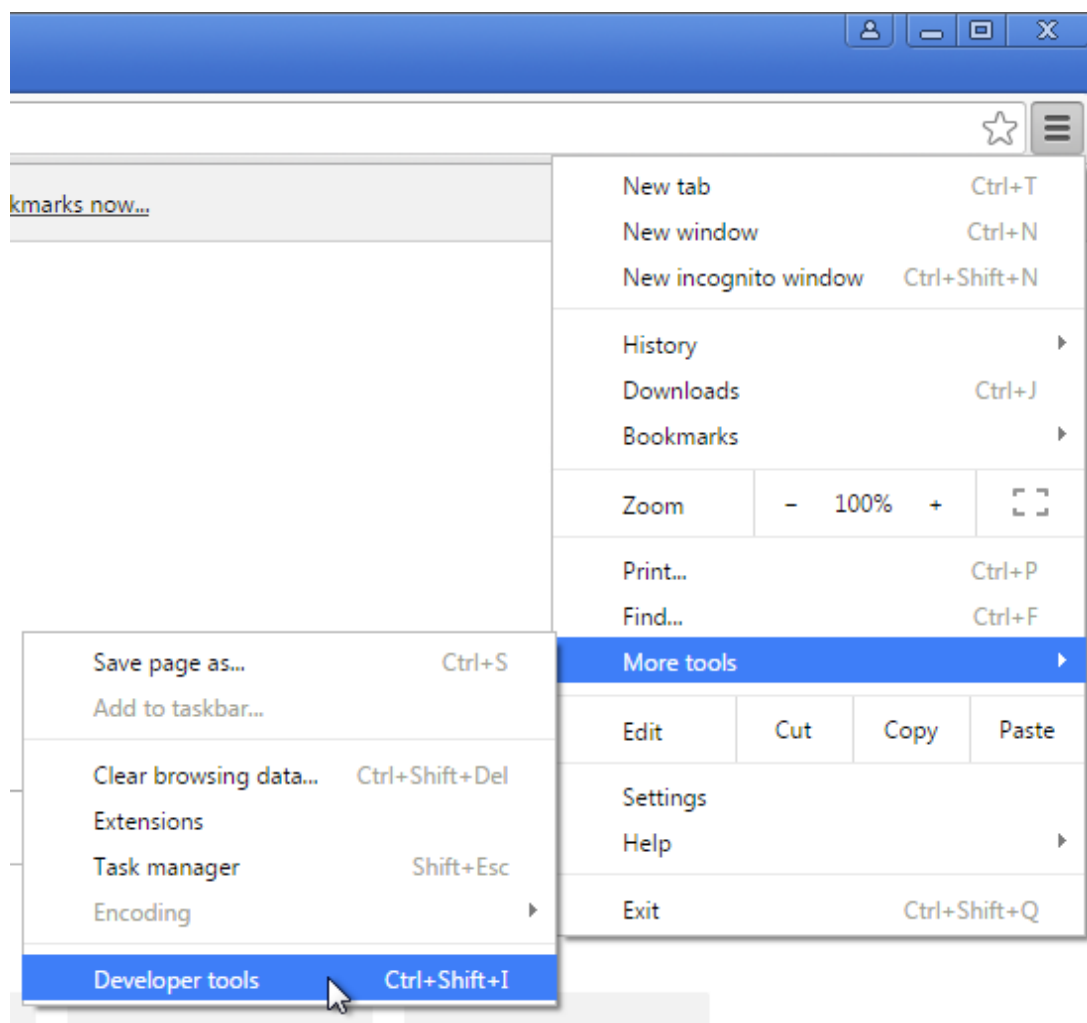 kmarks now...
New tab Ctrl+T
New window Ctrl+N
New incognito window Ctrl+Shift+N
History
Downloads Ctrl+J
Bookmarks
Zoom − 100% +
Print... Ctrl+P
Find... Ctrl+F
More tools
Edit Cut Copy Paste
Settings
Help
Exit Ctrl+Shift+Q
Save page as... Ctrl+S
Add to taskbar...
Clear browsing data... Ctrl+Shift+Del
Extensions
Task manager Shift+Esc
Encoding
Developer tools Ctrl+Shift+I